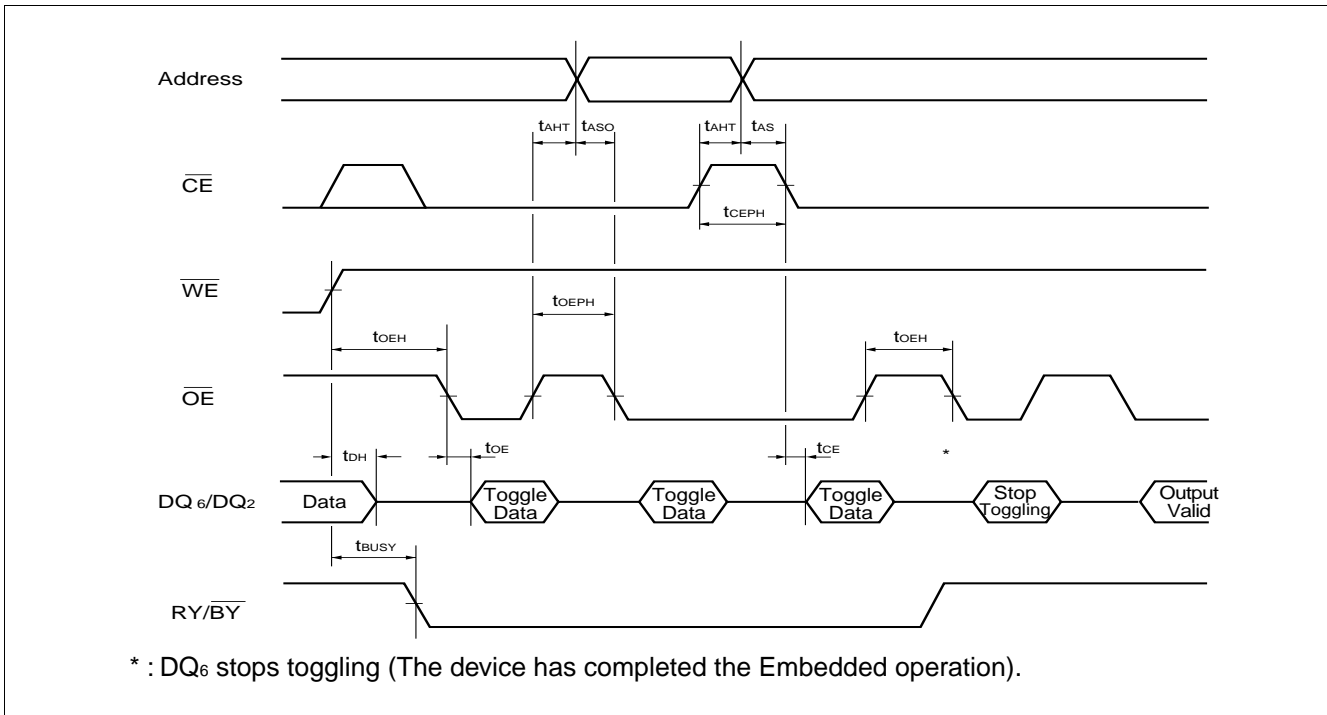 Address
tAHT tASO tAHT tAS
CE
tCEPH
WE
tOEPH
tOEH tOEH
OE
tDH tOE tCE *
DQ6/DQ2 Data Toggle Data Toggle Data Toggle Data Stop Toggling Output Valid
tBUSY
RY/BY
* : DQ6 stops toggling (The device has completed the Embedded operation).